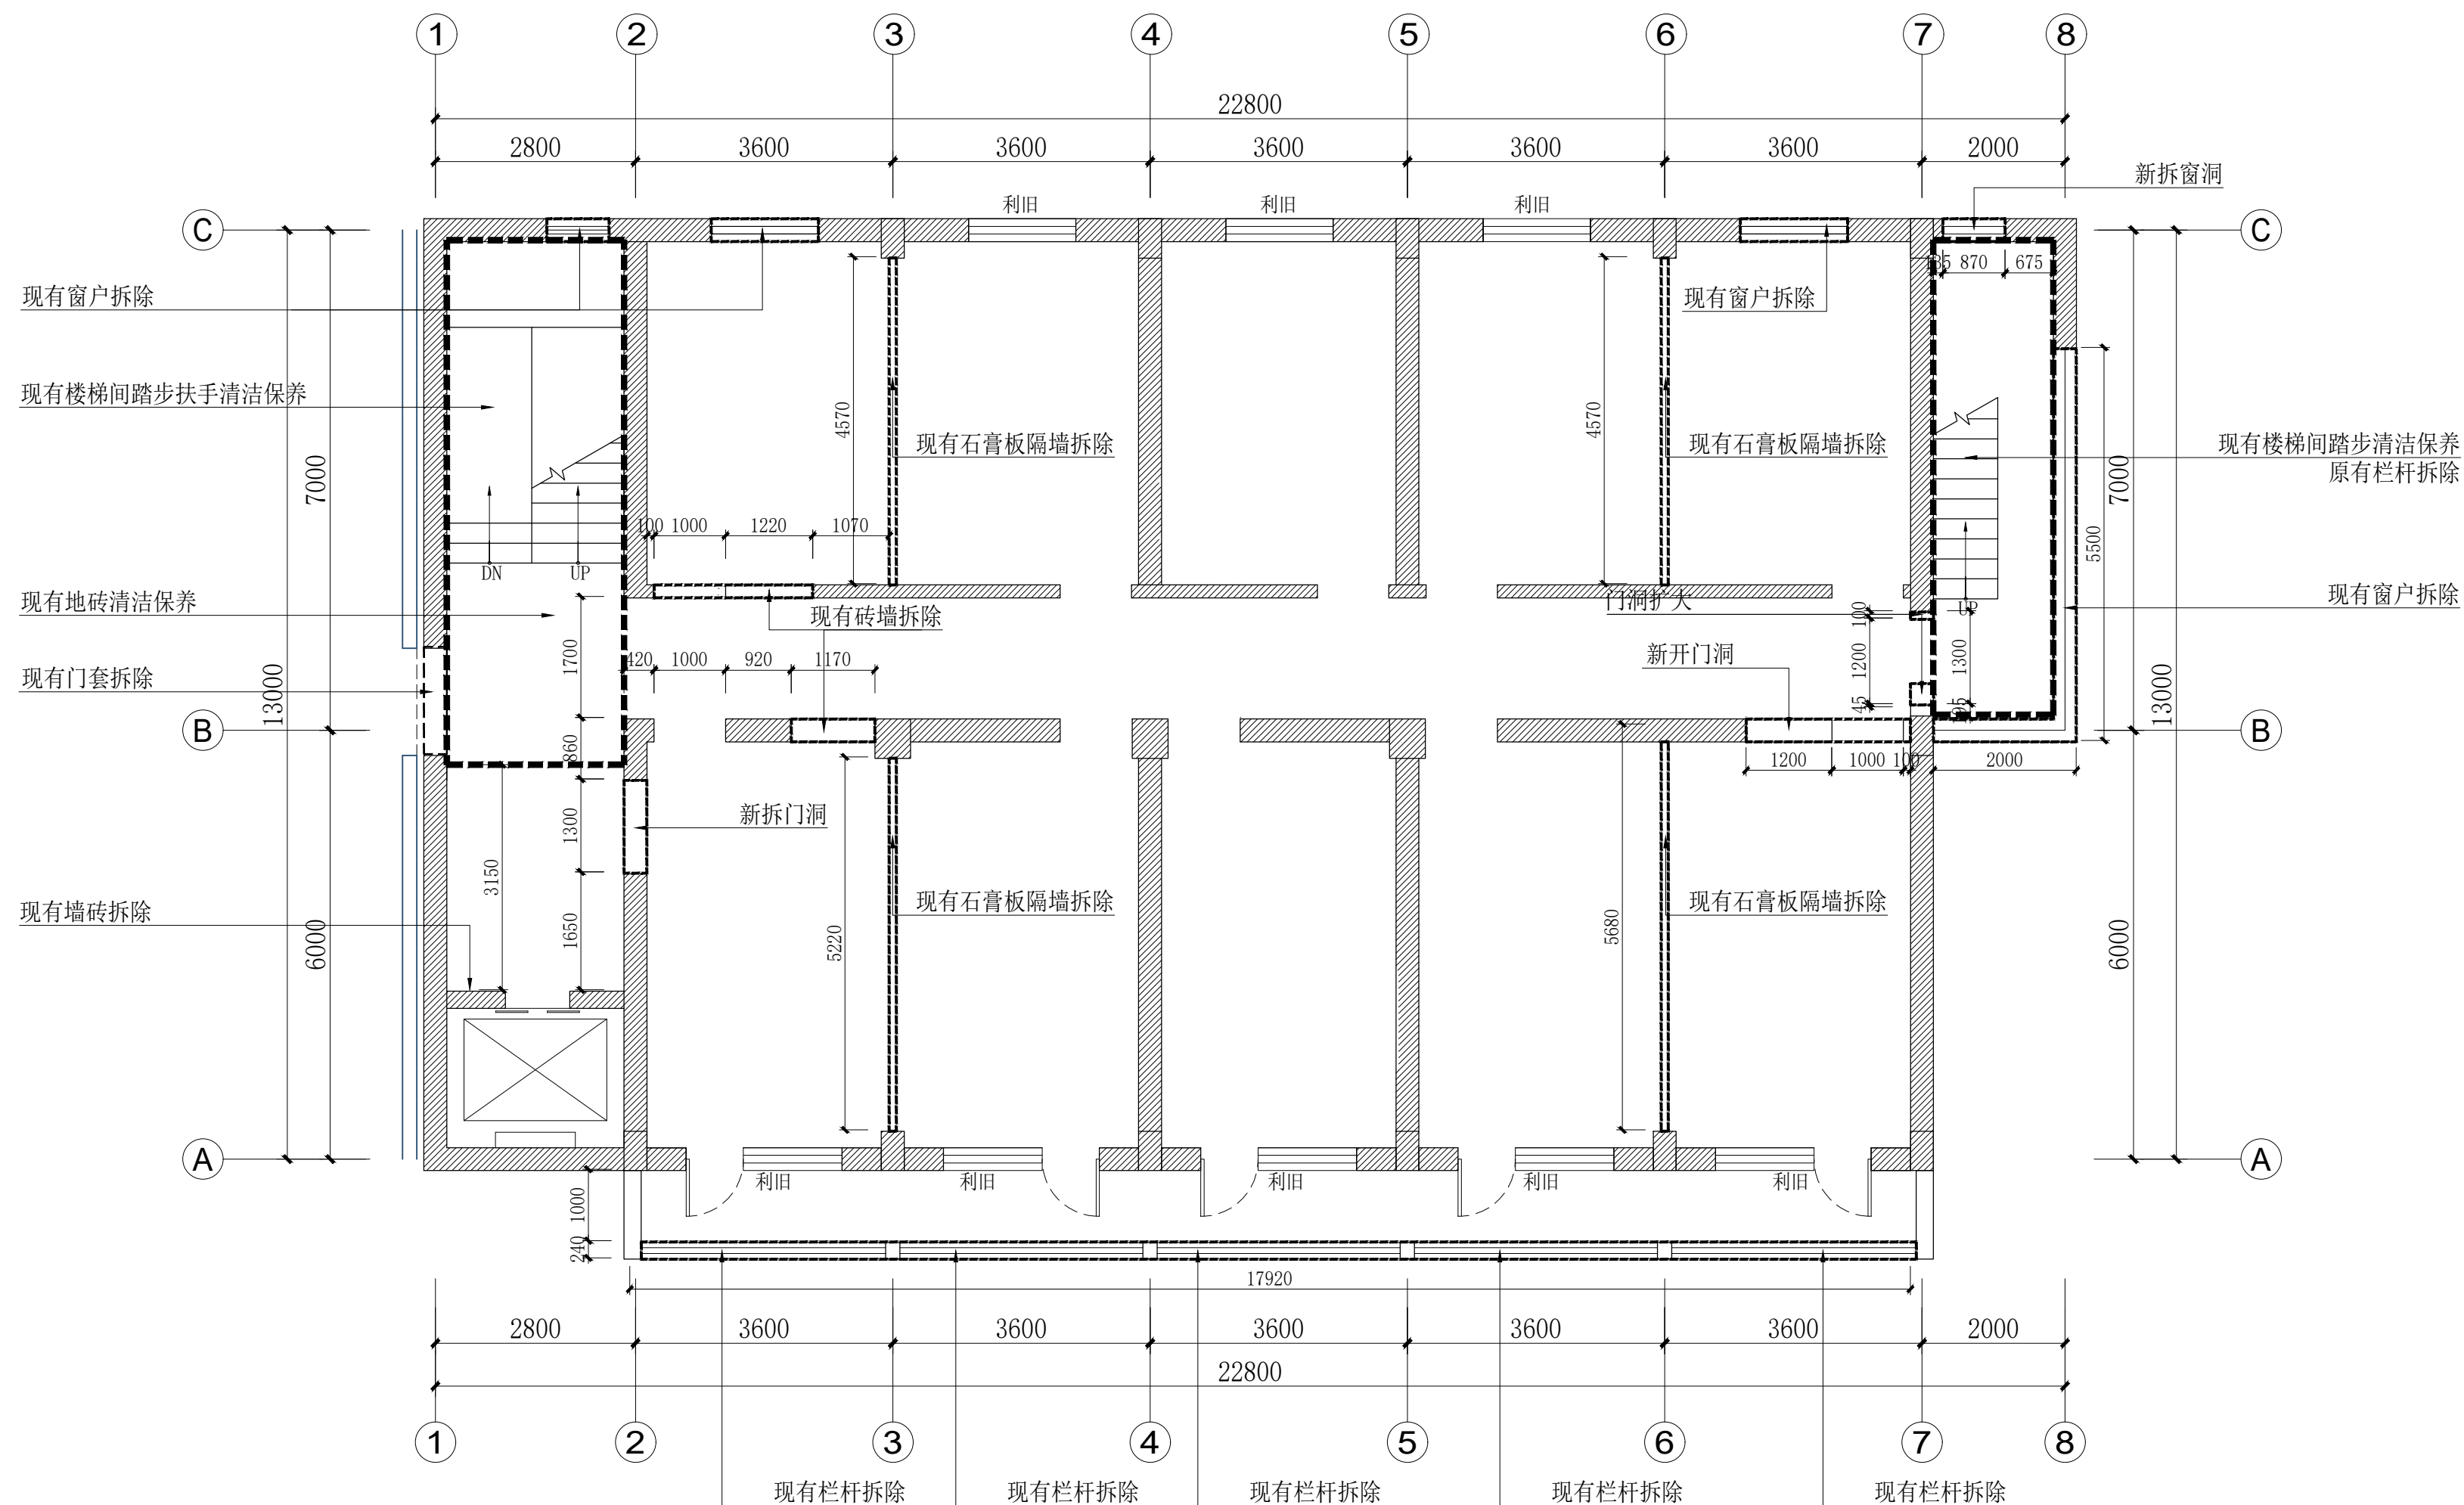 1 2 3 4 5 6 7 8
22800
2800 3600 3600 3600 3600 3600 2000
新拆窗洞
利旧 利旧 利旧
C C
870 675
现有窗户拆除
现有窗户拆除
现有楼梯间踏步扶手清洁保养
4570 4570
现有石膏板隔墙拆除 现有石膏板隔墙拆除
现有楼梯间踏步清洁保养
原有栏杆拆除
7000 7000
100 1000 1220 1070
5500
DN UP
现有地砖清洁保养
现有砖墙拆除
门洞扩大
UP
现有窗户拆除
100
1700
420 1000 920 1170
新开门洞
1200 1300
现有门套拆除
13000 13000
45 195
B B
860
1200 1000 100 2000
新拆门洞
1300
3150
现有墙砖拆除
现有石膏板隔墙拆除 现有石膏板隔墙拆除
1650 5220 5680
6000 6000
A A
利旧 利旧 利旧 利旧 利旧
1000
240
17920
2800 3600 3600 3600 3600 3600 2000
22800
1 2 3 4 5 6 7 8
现有栏杆拆除 现有栏杆拆除 现有栏杆拆除 现有栏杆拆除 现有栏杆拆除